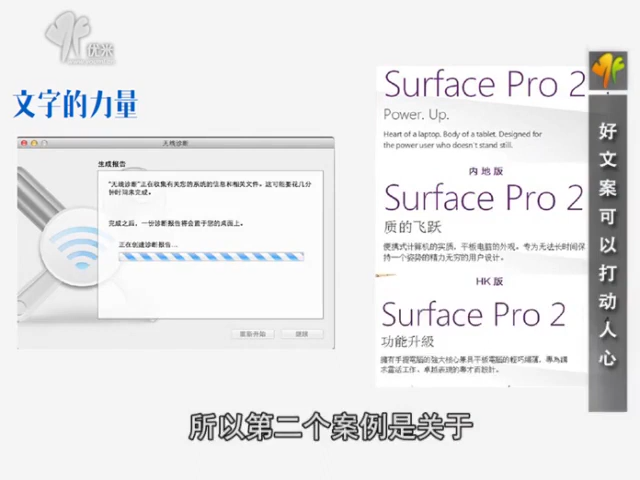 优米
文字的力量
无线诊断
生成报告
"无线诊断"正在收集有关您的系统的信息和相关文件。这可能要花几分
钟时间来完成。
完成之后，一份诊断报告将会置于您的桌面上。
正在创建诊断报告...
重新开始
继续
Surface Pro 2
Power. Up.
Heart of a laptop. Body of a tablet. Designed for
the power user who doesn't stand still.
内地版
Surface Pro 2
质的飞跃
便携式计算机的实质，平板电脑的外观。专为无法长时间保
持一个姿势的精力无穷的用户设计。
HK 版
Surface Pro 2
功能升級
擁有手提電腦的強大核心兼具平板電腦的輕巧纖薄，專為講
求靈活工作、卓越表現的專才而設計。
好文案可以打动人心
所以第二个案例是关于